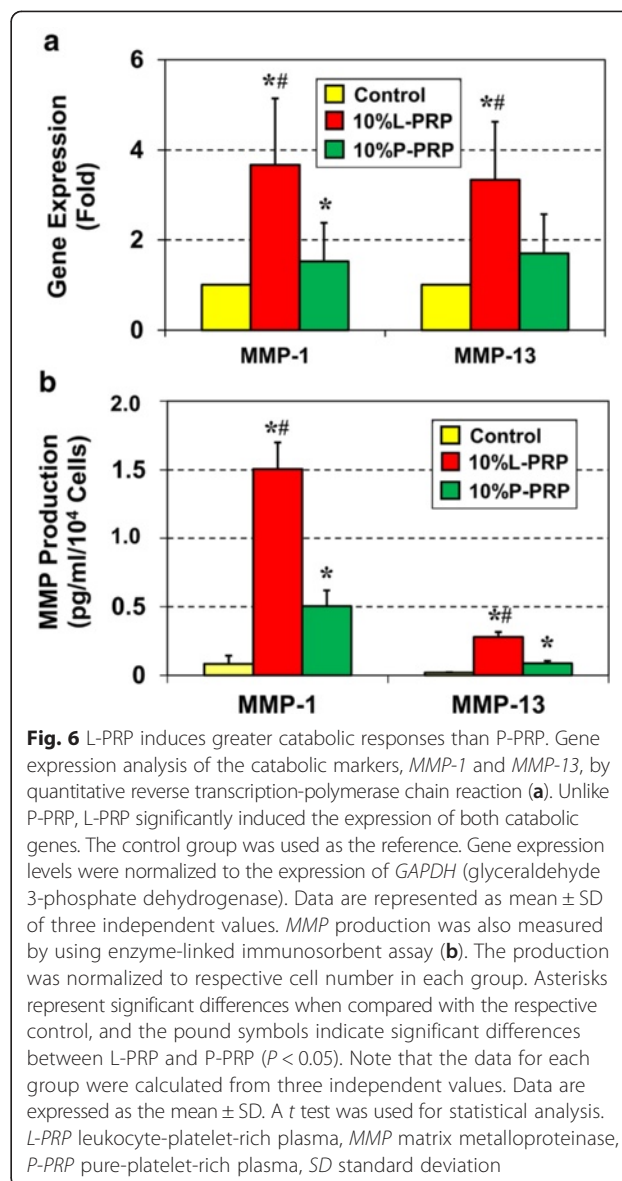 a
6
4
2
0
Gene Expression
(Fold)
*#
*
*#
Control
10%L-PRP
10%P-PRP
MMP-1 MMP-13
b
2.0
1.5
1.0
0.5
0
MMP Production
(pg/ml/10⁴ Cells)
*#
*
*#
*
Control
10%L-PRP
10%P-PRP
MMP-1 MMP-13
Fig. 6 L-PRP induces greater catabolic responses than P-PRP. Gene
expression analysis of the catabolic markers, MMP-1 and MMP-13, by
quantitative reverse transcription-polymerase chain reaction (a). Unlike
P-PRP, L-PRP significantly induced the expression of both catabolic
genes. The control group was used as the reference. Gene expression
levels were normalized to the expression of GAPDH (glyceraldehyde
3-phosphate dehydrogenase). Data are represented as mean ± SD
of three independent values. MMP production was also measured
by using enzyme-linked immunosorbent assay (b). The production
was normalized to respective cell number in each group. Asterisks
represent significant differences when compared with the respective
control, and the pound symbols indicate significant differences
between L-PRP and P-PRP (P < 0.05). Note that the data for each
group were calculated from three independent values. Data are
expressed as the mean ± SD. A t test was used for statistical analysis.
L-PRP leukocyte-platelet-rich plasma, MMP matrix metalloproteinase,
P-PRP pure-platelet-rich plasma, SD standard deviation